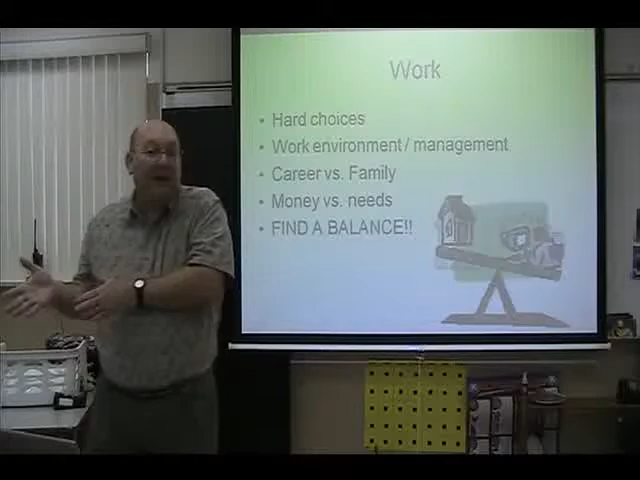 Work
• Hard choices
• Work environment / management
• Career vs. Family
• Money vs. needs
• FIND A BALANCE!!